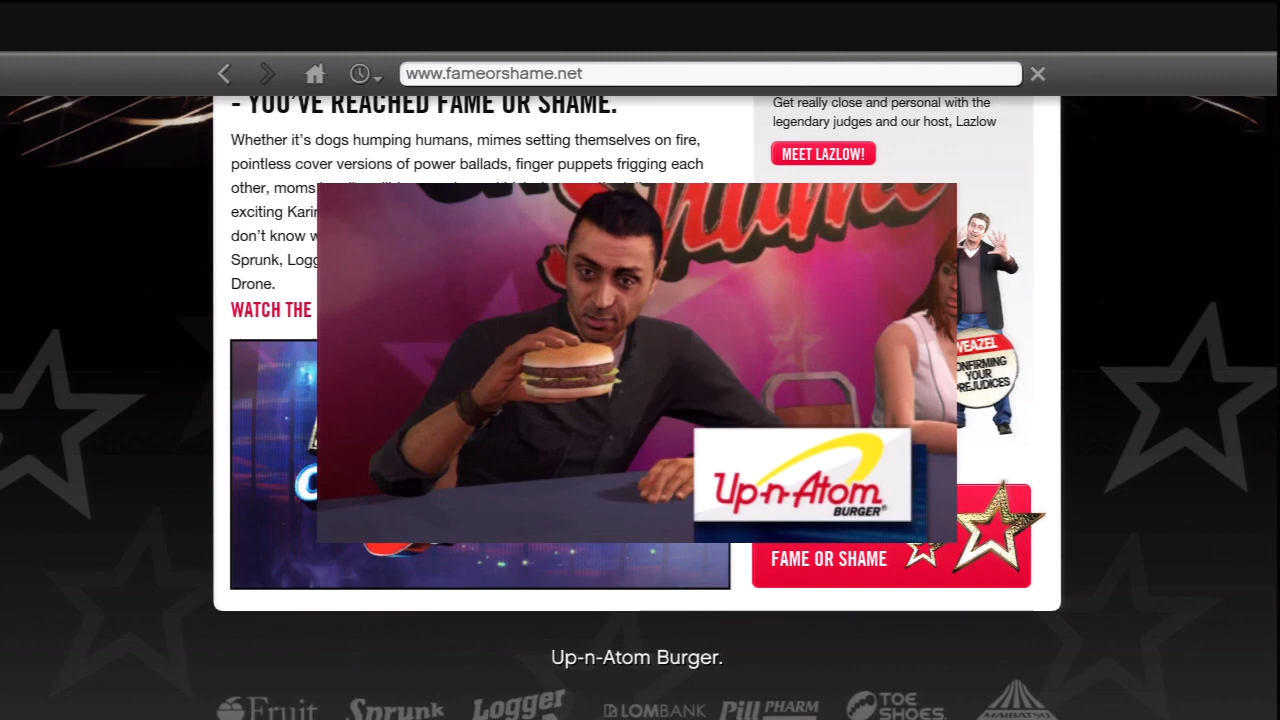 www.fameorshame.net
- YOU'VE REACHED FAME OR SHAME.
Whether it's dogs humping humans, mimes setting themselves on fire,
pointless cover versions of power ballads, finger puppets frigging each
other, moms
exciting
don't know
Sprunk,
Drone.
WATCH THE
Get really close and personal with the
legendary judges and our host, Lazlow
MEET LAZLOW!
Shame
WEAZEL
CONFIRMING
YOUR
PREJUDICES
Up-n-Atom
BURGER®
FAME OR SHAME
Up-n-Atom Burger.
Fruit
Sprunk
Logger
LOMBANK
Pill PHARM
TOE
SHOES
MAIBATSU